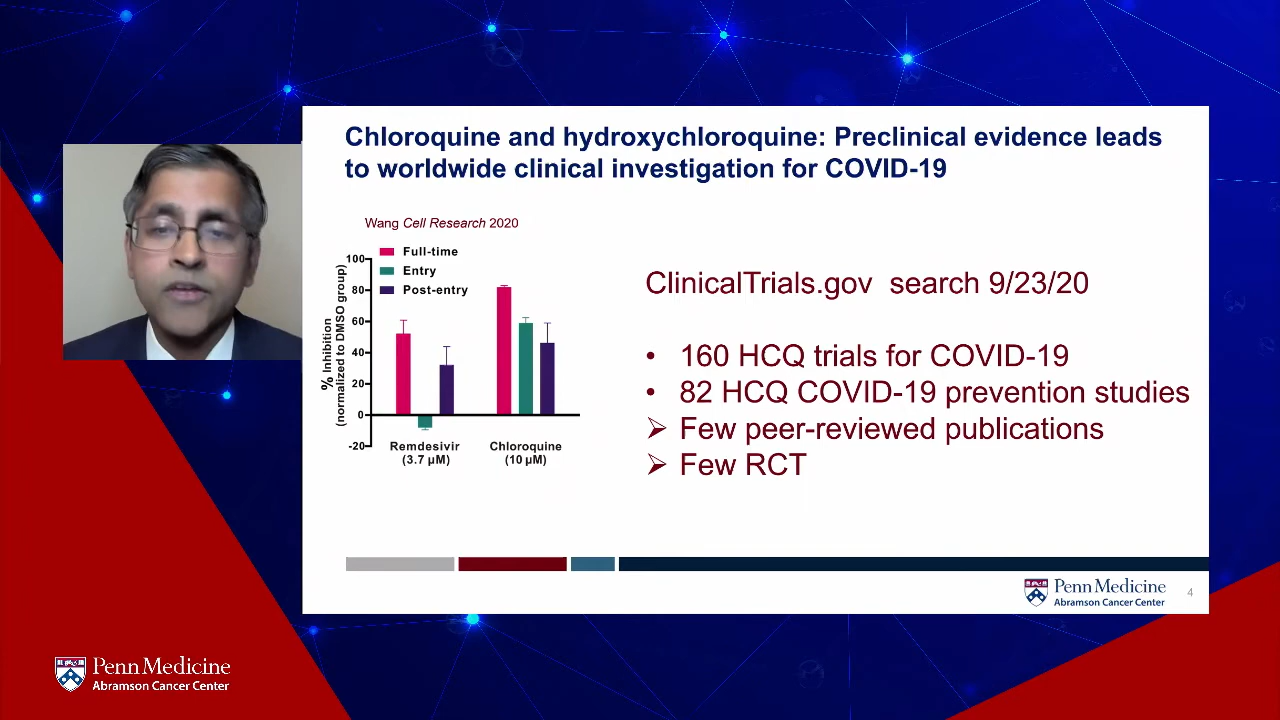 Chloroquine and hydroxychloroquine: Preclinical evidence leads
to worldwide clinical investigation for COVID-19
Wang Cell Research 2020
% Inhibition
(normalized to DMSO group)
100
80
60
40
20
0
-20
Full-time
Entry
Post-entry
Remdesivir
(3.7 µM)
Chloroquine
(10 µM)
ClinicalTrials.gov search 9/23/20
• 160 HCQ trials for COVID-19
• 82 HCQ COVID-19 prevention studies
➢ Few peer-reviewed publications
➢ Few RCT
Penn Medicine
Abramson Cancer Center
4
Penn Medicine
Abramson Cancer Center